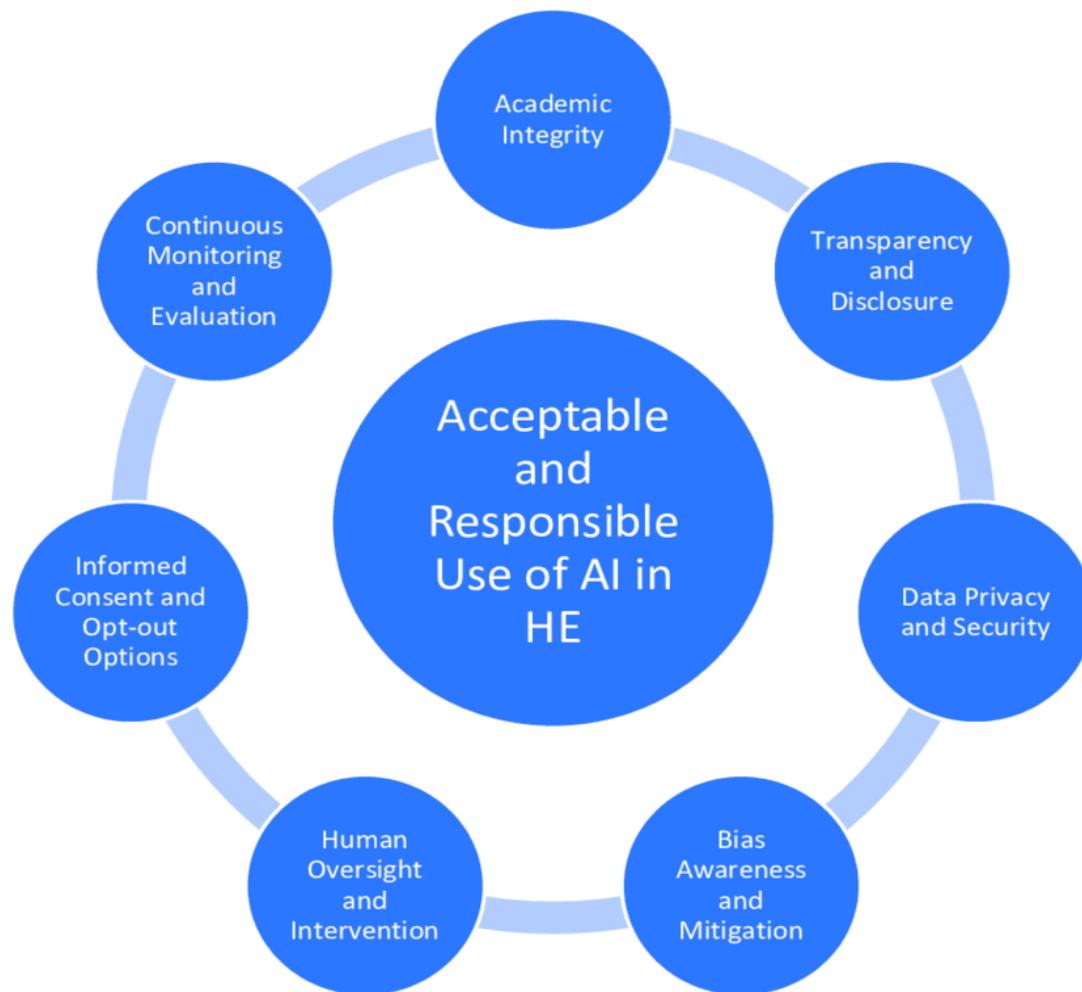 Academic
Integrity
Transparency
and
Disclosure
Data Privacy
and Security
Bias
Awareness
and
Mitigation
Human
Oversight
and
Intervention
Informed
Consent and
Opt-out
Options
Continuous
Monitoring
and
Evaluation
Acceptable
and
Responsible
Use of AI in
HE